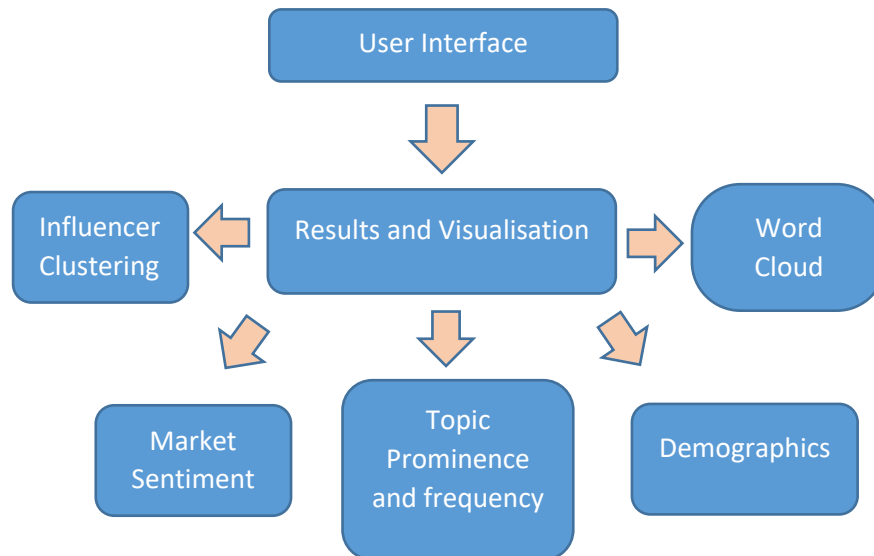 User Interface
Influencer
Clustering
Results and Visualisation
Word
Cloud
Market
Sentiment
Topic
Prominence
and frequency
Demographics